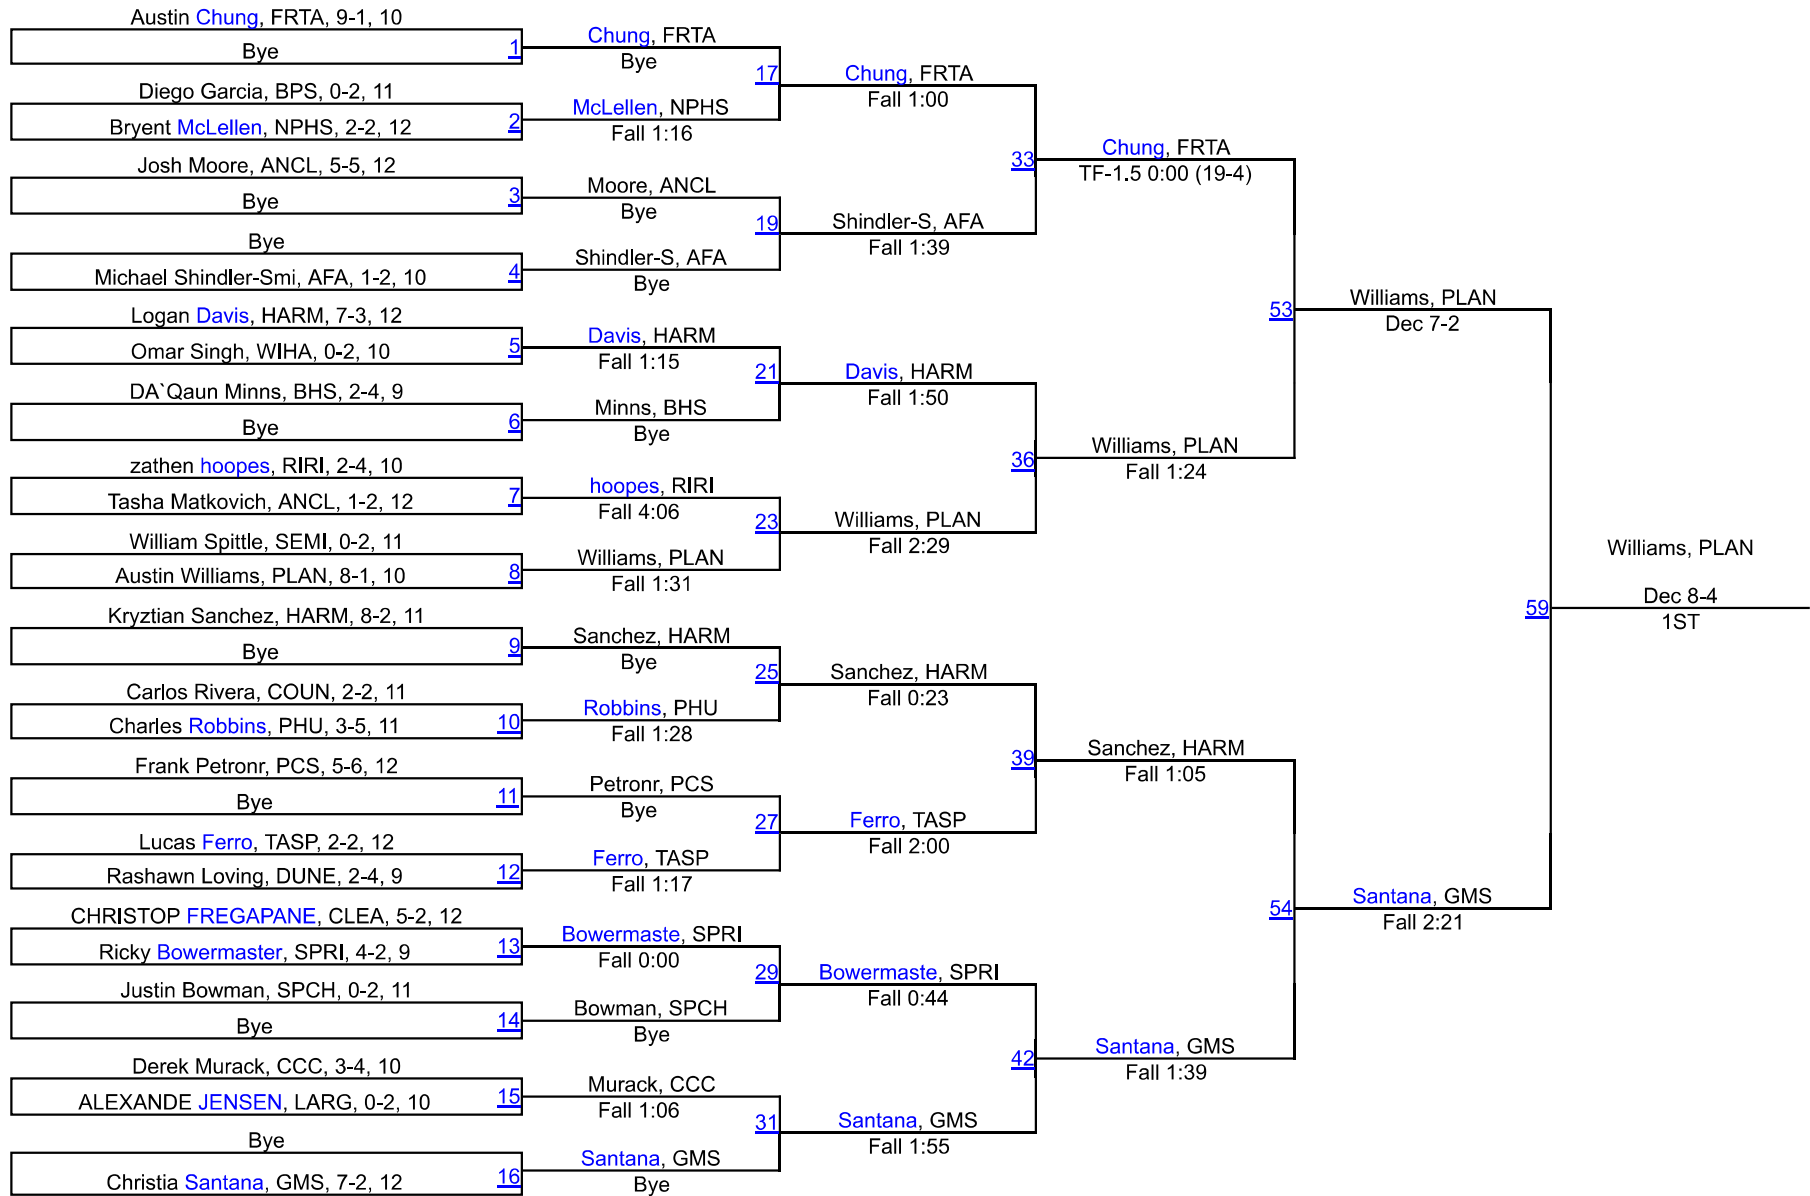 Austin Chung, FRTA, 9-1, 10
Bye
1
Diego Garcia, BPS, 0-2, 11
Bryent McLellen, NPHS, 2-2, 12
2
Josh Moore, ANCL, 5-5, 12
Bye
3
Bye
Michael Shindler-Smi, AFA, 1-2, 10
4
Logan Davis, HARM, 7-3, 12
Omar Singh, WIHA, 0-2, 10
5
DA`Qaun Minns, BHS, 2-4, 9
Bye
6
zathen hoopes, RIRI, 2-4, 10
Tasha Matkovich, ANCL, 1-2, 12
7
William Spittle, SEMI, 0-2, 11
Austin Williams, PLAN, 8-1, 10
8
Kryztian Sanchez, HARM, 8-2, 11
Bye
9
Carlos Rivera, COUN, 2-2, 11
Charles Robbins, PHU, 3-5, 11
10
Frank Petronr, PCS, 5-6, 12
Bye
11
Lucas Ferro, TASP, 2-2, 12
Rashawn Loving, DUNE, 2-4, 9
12
CHRISTOP FREGAPANE, CLEA, 5-2, 12
Ricky Bowermaster, SPRI, 4-2, 9
13
Justin Bowman, SPCH, 0-2, 11
Bye
14
Derek Murack, CCC, 3-4, 10
ALEXANDE JENSEN, LARG, 0-2, 10
15
Bye
Christia Santana, GMS, 7-2, 12
16
Chung, FRTA
Bye
17
McLellen, NPHS
Fall 1:16
Moore, ANCL
Bye
19
Shindler-S, AFA
Bye
Davis, HARM
Fall 1:15
21
Minns, BHS
Bye
hoopes, RIRI
Fall 4:06
23
Williams, PLAN
Fall 1:31
Sanchez, HARM
Bye
25
Robbins, PHU
Fall 1:28
Petronr, PCS
Bye
27
Ferro, TASP
Fall 1:17
Bowermaste, SPRI
Fall 0:00
29
Bowman, SPCH
Bye
Murack, CCC
Fall 1:06
31
Santana, GMS
Bye
Chung, FRTA
Fall 1:00
33
Shindler-S, AFA
Fall 1:39
Davis, HARM
Fall 1:50
36
Williams, PLAN
Fall 2:29
Sanchez, HARM
Fall 0:23
39
Ferro, TASP
Fall 2:00
Bowermaste, SPRI
Fall 0:44
42
Santana, GMS
Fall 1:55
Chung, FRTA
TF-1.5 0:00 (19-4)
53
Williams, PLAN
Fall 1:24
Sanchez, HARM
Fall 1:05
54
Santana, GMS
Fall 1:39
Williams, PLAN
Dec 7-2
59
Santana, GMS
Fall 2:21
Williams, PLAN
Dec 8-4
1ST